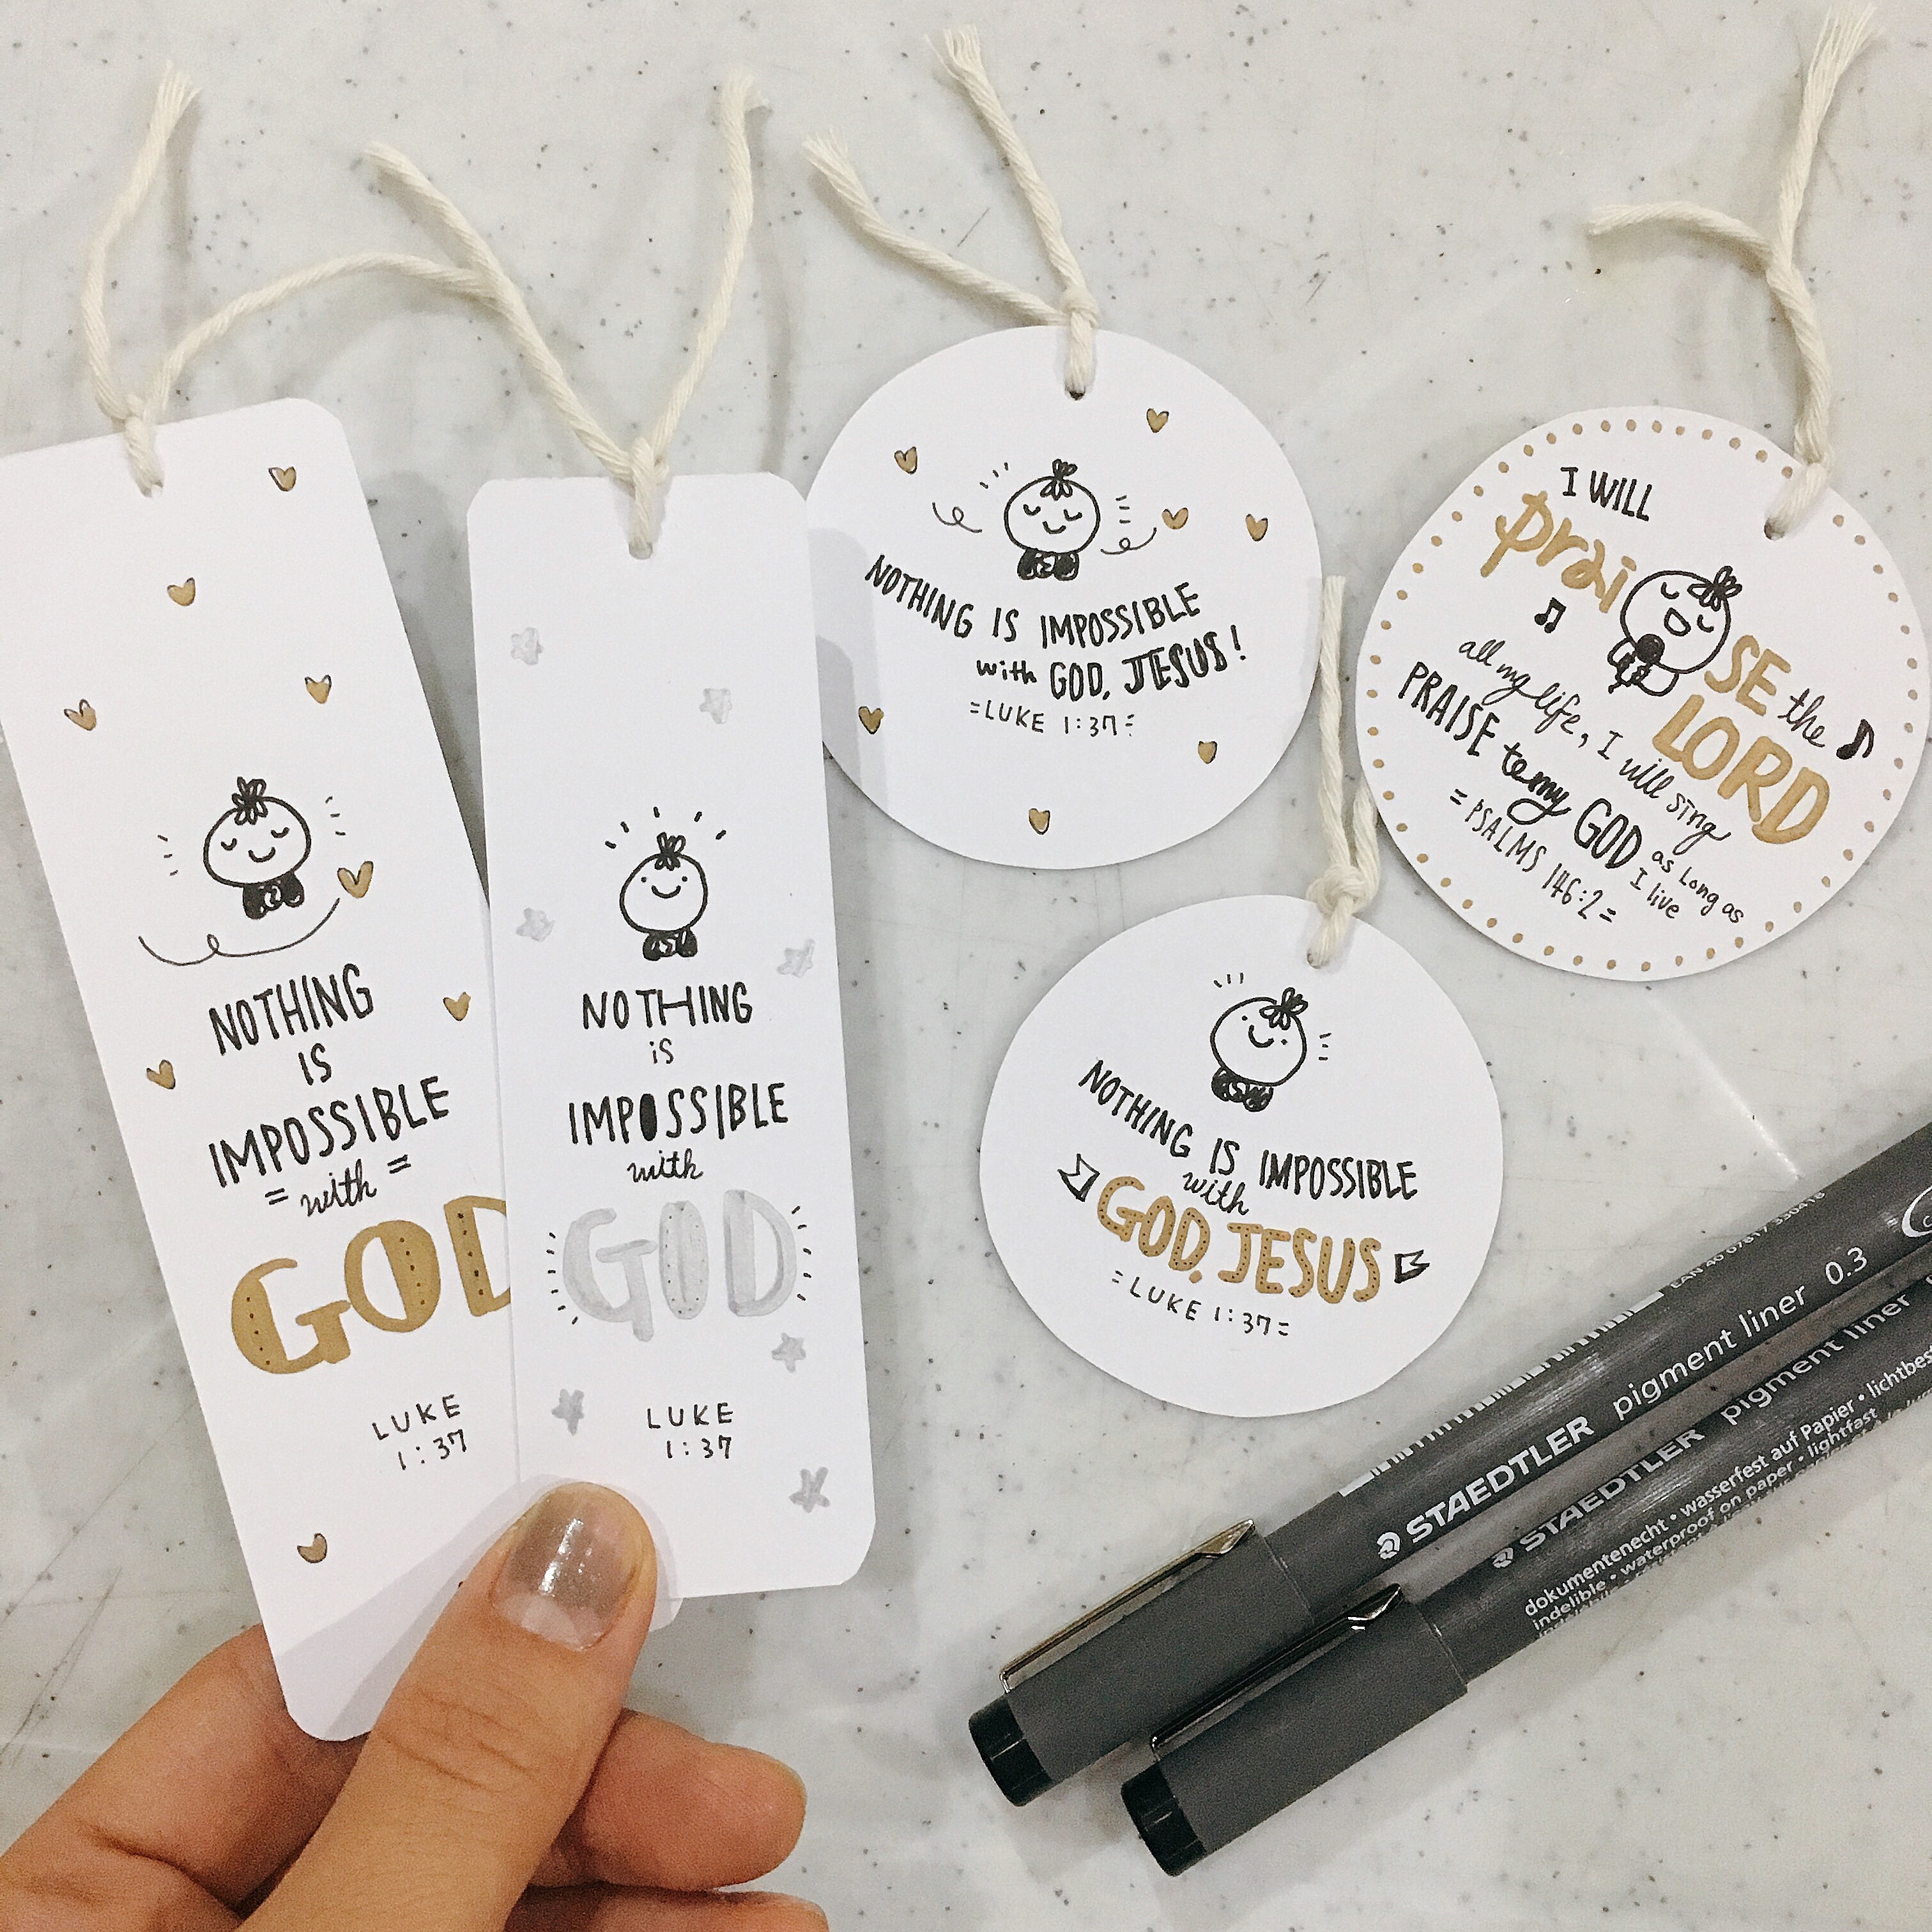 NOTHING
IS
IMPOSSIBLE
= with =
GOD
LUKE
1:37
NOTHING
is
IMPOSSIBLE
with
GOD
LUKE
1:37
NOTHING IS IMPOSSIBLE
with GOD, JESUS!
=LUKE 1:37=
I WILL
praiSE the
LORD
all my life, I will sing
PRAISE to my GOD as long as
I live
=PSALMS 146:2=
NOTHING IS IMPOSSIBLE
with
GOD, JESUS
=LUKE 1:37=
STAEDTLER pigment liner 0.3
STAEDTLER pigment liner
dokumentenecht • wasserfest auf Papier • lichtbest
indelible • waterproof on paper • lightfast